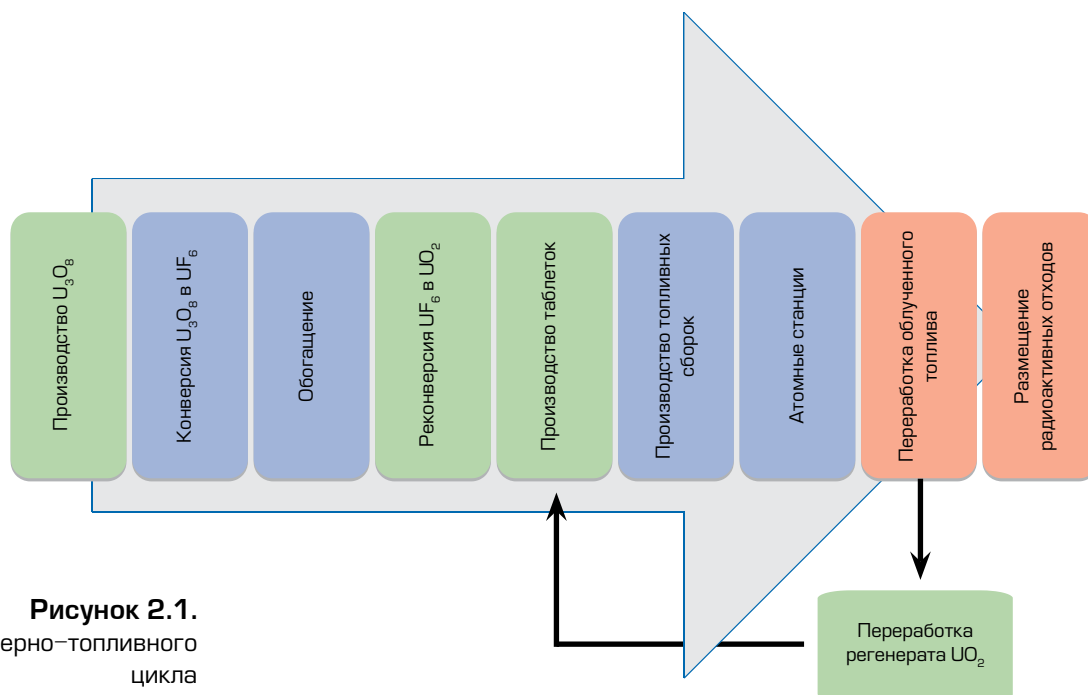 Производство U₃O₈
Конверсия U₃O₈ в UF₆
Обогащение
Реконверсия UF₆ в UO₂
Производство таблеток
Производство топливных
сборок
Атомные станции
Переработка облученного
топлива
Размещение
радиоактивных отходов
Переработка
регенерата UO₂
Рисунок 2.1.
ерно–топливного
цикла